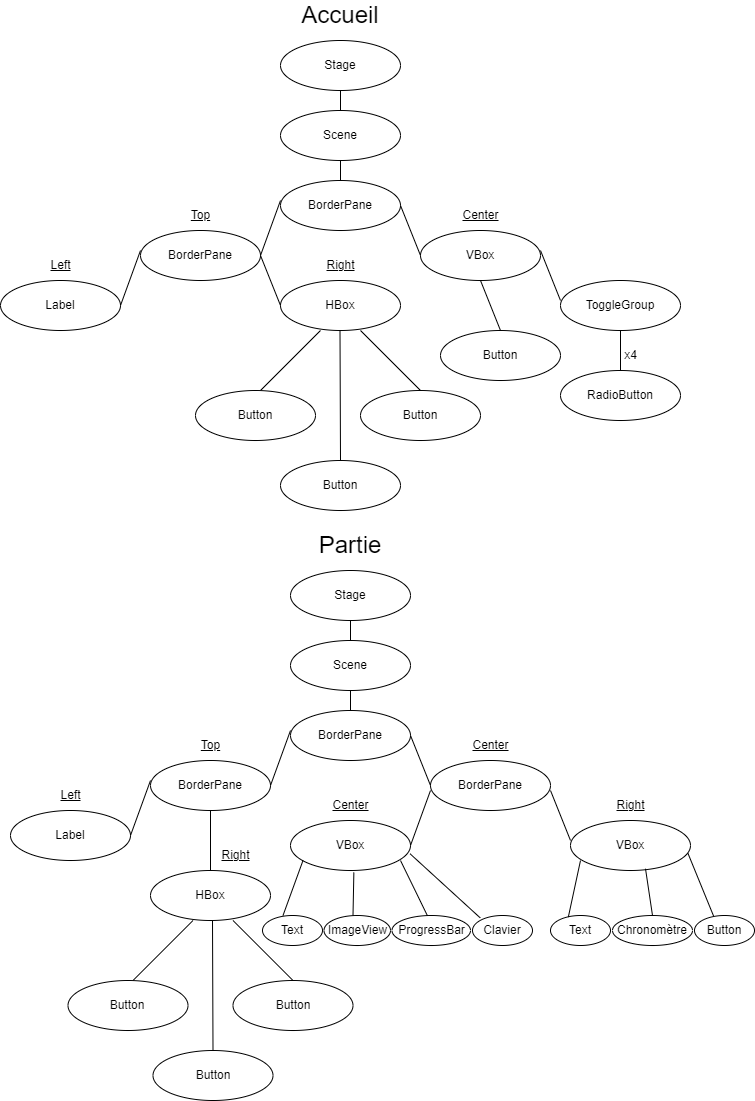 Accueil
Stage
Scene
BorderPane
Top
Center
BorderPane
VBox
Left
Right
Label
HBox
ToggleGroup
Button
x4
RadioButton
Button
Button
Button
Partie
Stage
Scene
BorderPane
Top
Center
BorderPane
BorderPane
Left
Center
Right
Label
VBox
VBox
Right
HBox
Text
ImageView
ProgressBar
Clavier
Text
Chronomètre
Button
Button
Button
Button